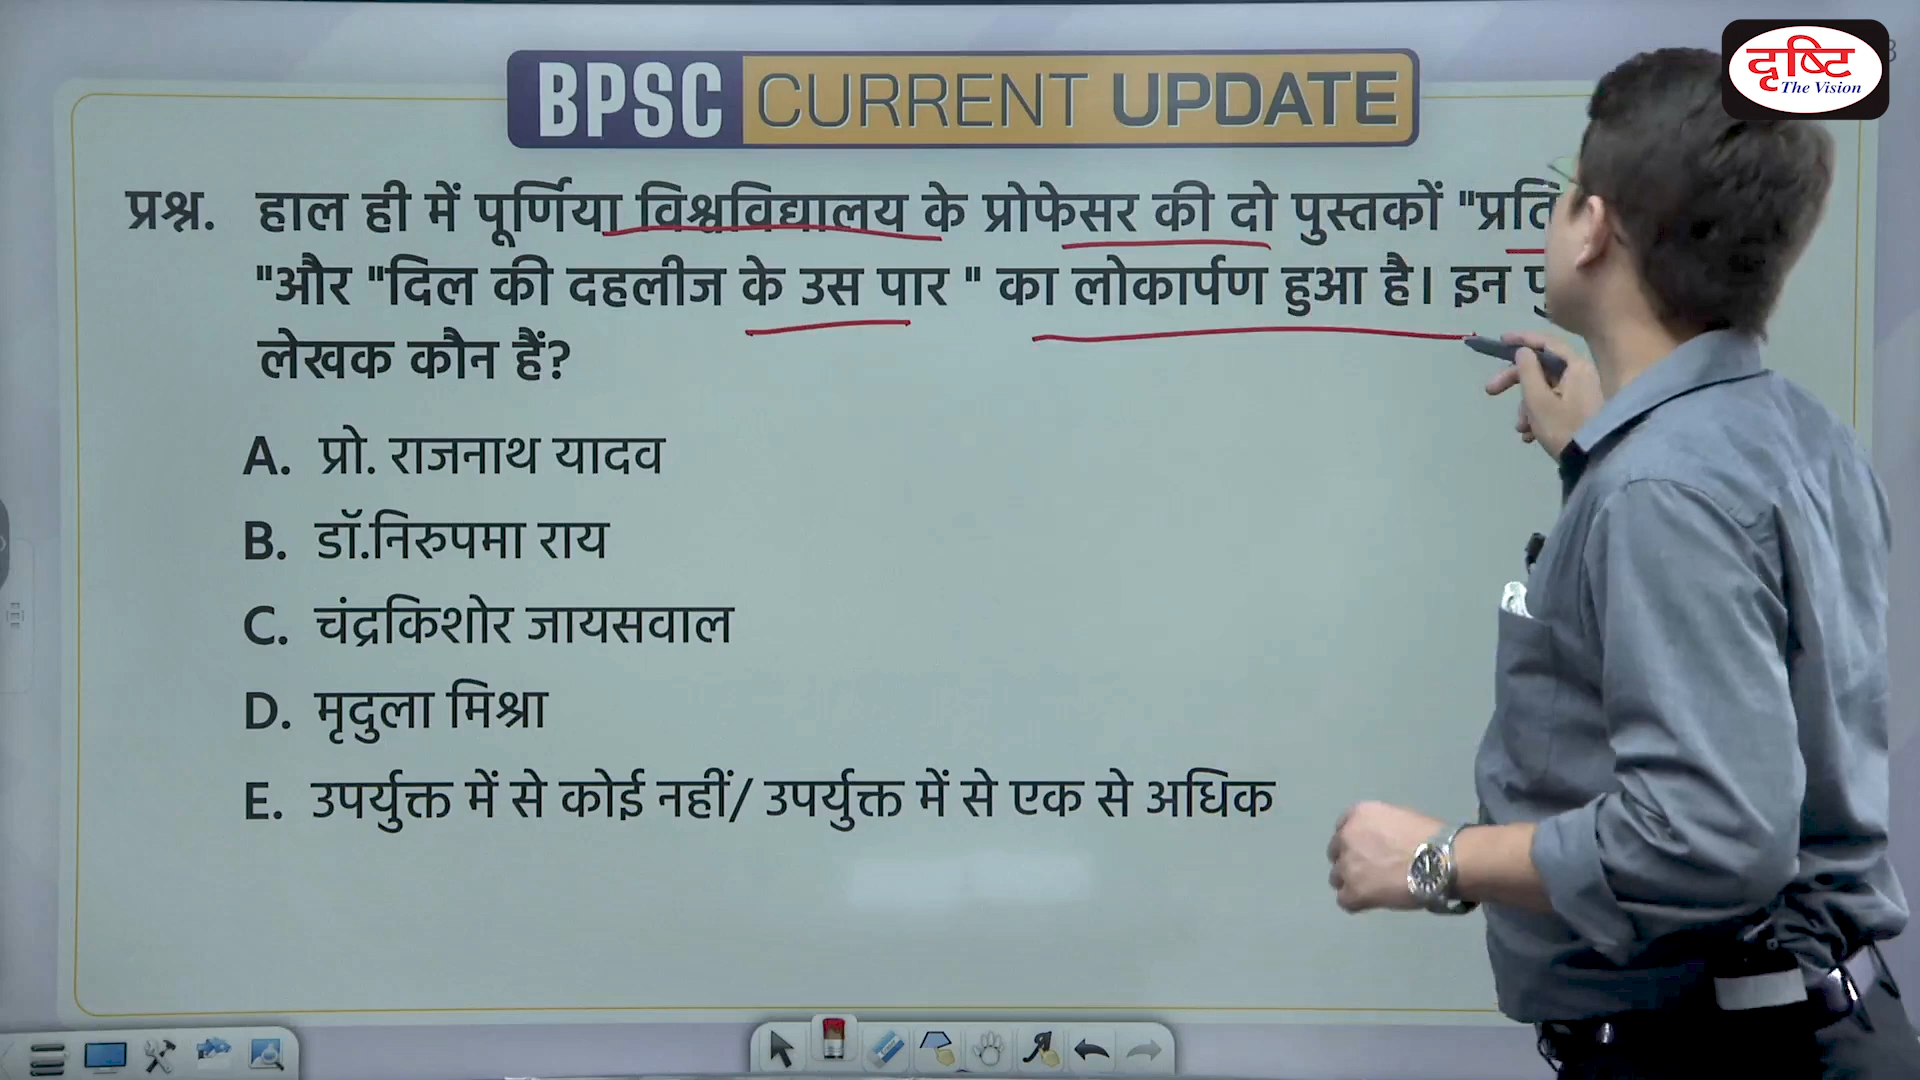 दृष्टि
The Vision
BPSC CURRENT UPDATE
प्रश्न. हाल ही में पूर्णिया विश्वविद्यालय के प्रोफेसर की दो पुस्तकों
"और "दिल की दहलीज के उस पार " का लोकार्पण हुआ है। इन
लेखक कौन हैं?
A. प्रो. राजनाथ यादव
B. डॉ.निरुपमा राय
C. चंद्रकिशोर जायसवाल
D. मृदुला मिश्रा
E. उपर्युक्त में से कोई नहीं/ उपर्युक्त में से एक से अधिक